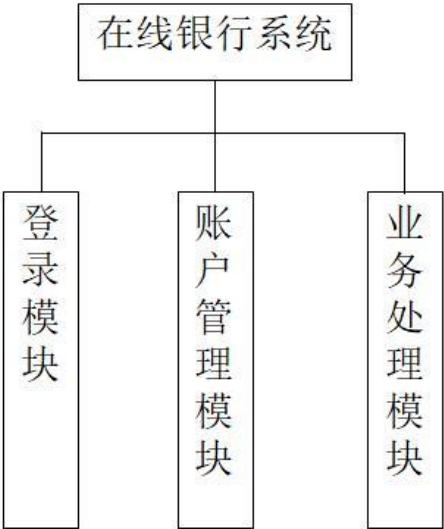 在线银行系统
登录模块
账户管理模块
业务处理模块